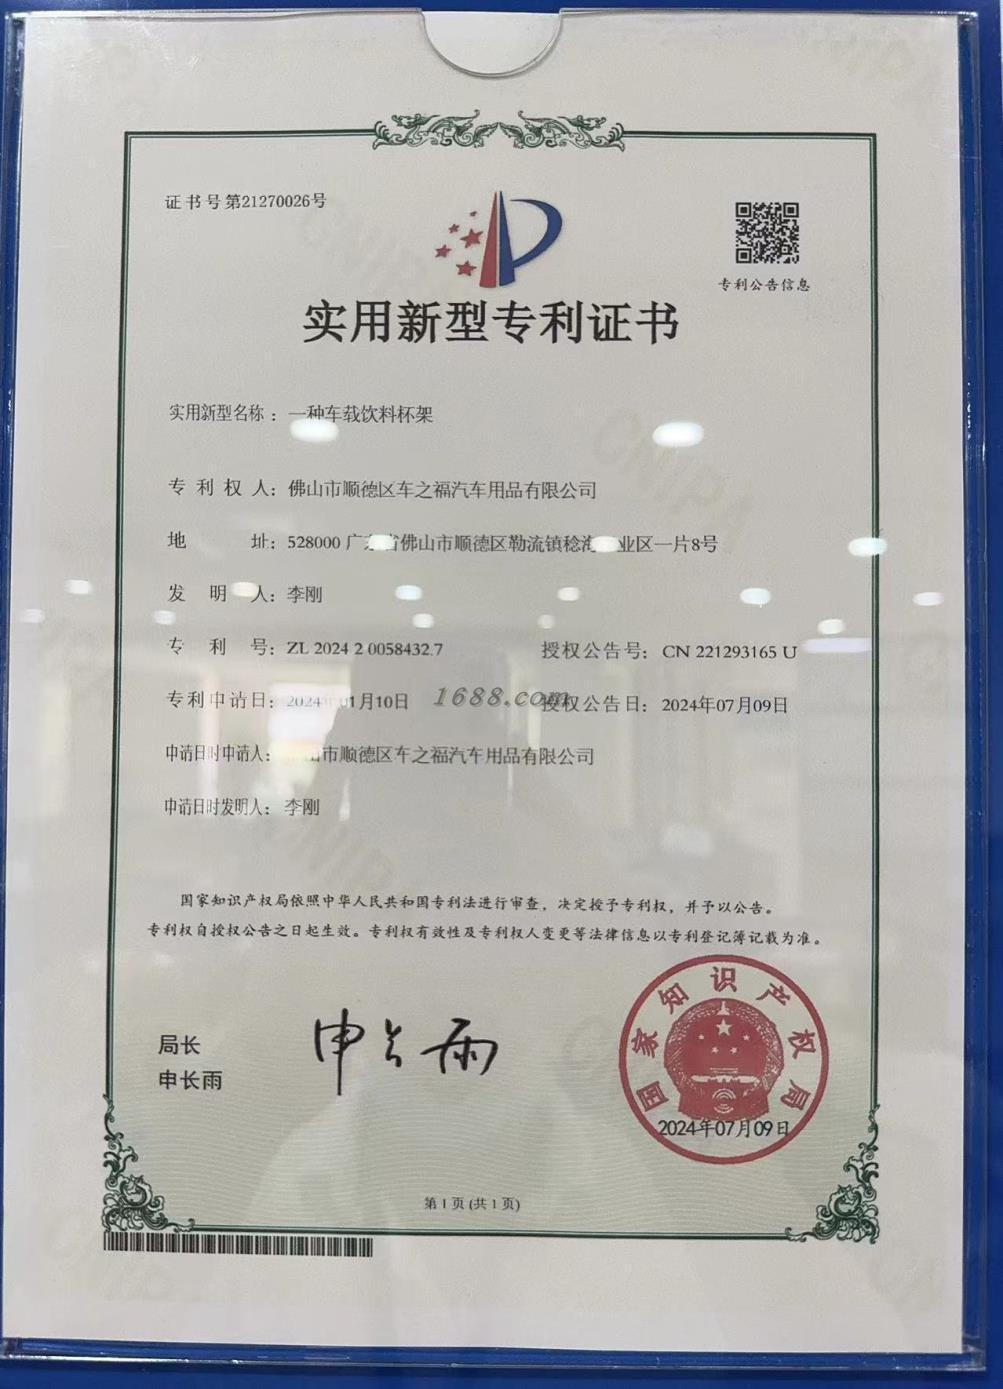 证书号第21270026号
专利公告信息
实用新型专利证书
实用新型名称：一种车载饮料杯架
专利权人：佛山市顺德区车之福汽车用品有限公司
地址：528000 广东省佛山市顺德区勒流镇稔海 业区一片8号
发明人：李刚
专利号：ZL 2024 2 0058432.7 授权公告号：CN 221293165 U
专利申请日：2024年01月10日 授权公告日：2024年07月09日
1688.com
申请日时申请人： 山市顺德区车之福汽车用品有限公司
申请日时发明人：李刚
国家知识产权局依照中华人民共和国专利法进行审查，决定授予专利权，并予以公告。
专利权自授权公告之日起生效。专利权有效性及专利权人变更等法律信息以专利登记簿记载为准。
局长
申长雨
申长雨
国家知识产权局
2024年07月09日
第1页(共1页)